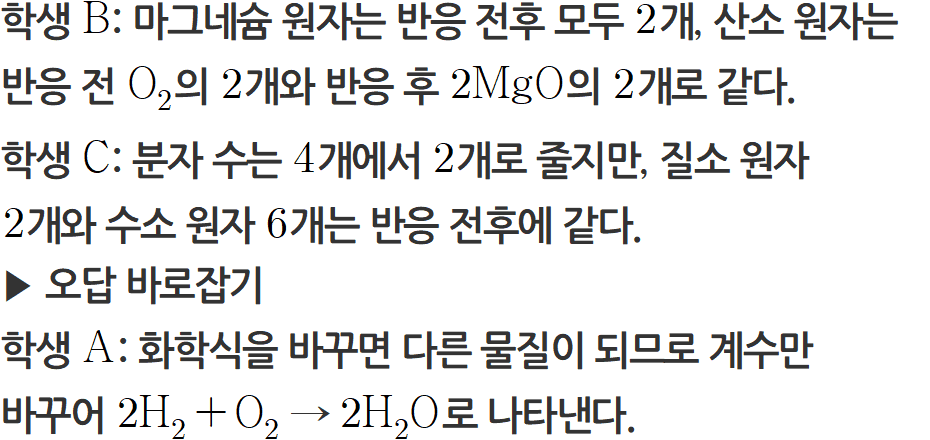 학생 B: 마그네슘 원자는 반응 전후 모두 2개, 산소 원자는
반응 전 O₂의 2개와 반응 후 2MgO의 2개로 같다.
학생 C: 분자 수는 4개에서 2개로 줄지만, 질소 원자
2개와 수소 원자 6개는 반응 전후에 같다.
▶ 오답 바로잡기
학생 A: 화학식을 바꾸면 다른 물질이 되므로 계수만
바꾸어 2H₂+O₂→2H₂O로 나타낸다.